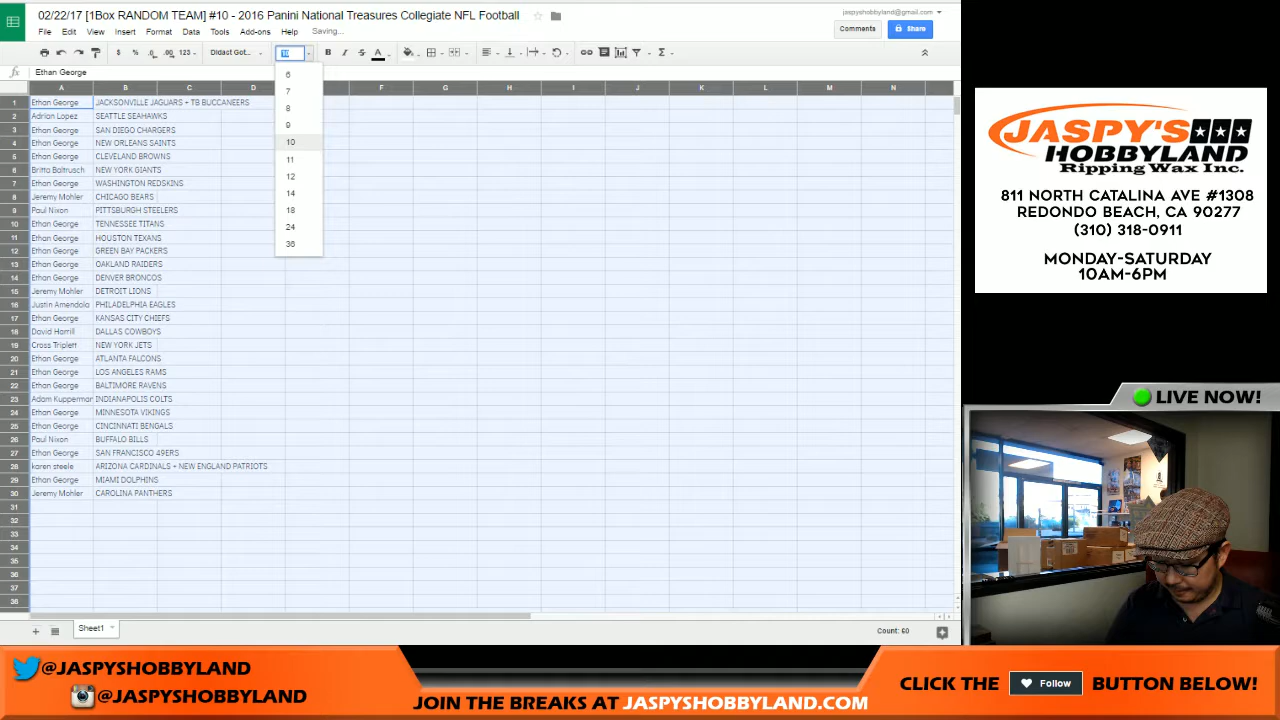 02/22/17 [1Box RANDOM TEAM] #10 - 2016 Panini National Treasures Collegiate NFL Football
jaspyshobbyland@gmail.com
File Edit View Insert Format Data Tools Add-ons Help Saving...
Comments
Share
$ % .0 .00 123 Didact Got... 10 B I S A
fx Ethan George
A B C D F G H I J K L M N
1 Ethan George JACKSONVILLE JAGUARS + TB BUCCANEERS
2 Adrian Lopez SEATTLE SEAHAWKS
3 Ethan George SAN DIEGO CHARGERS
4 Ethan George NEW ORLEANS SAINTS
5 Ethan George CLEVELAND BROWNS
6 Britto Baltrusch NEW YORK GIANTS
7 Ethan George WASHINGTON REDSKINS
8 Jeremy Mohler CHICAGO BEARS
9 Paul Nixon PITTSBURGH STEELERS
10 Ethan George TENNESSEE TITANS
11 Ethan George HOUSTON TEXANS
12 Ethan George GREEN BAY PACKERS
13 Ethan George OAKLAND RAIDERS
14 Ethan George DENVER BRONCOS
15 Jeremy Mohler DETROIT LIONS
16 Justin Amendola PHILADELPHIA EAGLES
17 Ethan George KANSAS CITY CHIEFS
18 David Harrill DALLAS COWBOYS
19 Cross Triplett NEW YORK JETS
20 Ethan George ATLANTA FALCONS
21 Ethan George LOS ANGELES RAMS
22 Ethan George BALTIMORE RAVENS
23 Adam Kupperman INDIANAPOLIS COLTS
24 Ethan George MINNESOTA VIKINGS
25 Ethan George CINCINNATI BENGALS
26 Paul Nixon BUFFALO BILLS
27 Ethan George SAN FRANCISCO 49ERS
28 karen steele ARIZONA CARDINALS + NEW ENGLAND PATRIOTS
29 Ethan George MIAMI DOLPHINS
30 Jeremy Mohler CAROLINA PANTHERS
31
32
33
34
35
36
37
38
6
7
8
9
10
11
12
14
18
24
36
Sheet1
Count: 60
JASPY'S
HOBBYLAND
Ripping Wax Inc.
811 NORTH CATALINA AVE #1308
REDONDO BEACH, CA 90277
(310) 318-0911
MONDAY-SATURDAY
10AM-6PM
LIVE NOW!
@JASPYSHOBBYLAND
@JASPYSHOBBYLAND
JOIN THE BREAKS AT JASPYSHOBBYLAND.COM
CLICK THE Follow BUTTON BELOW!